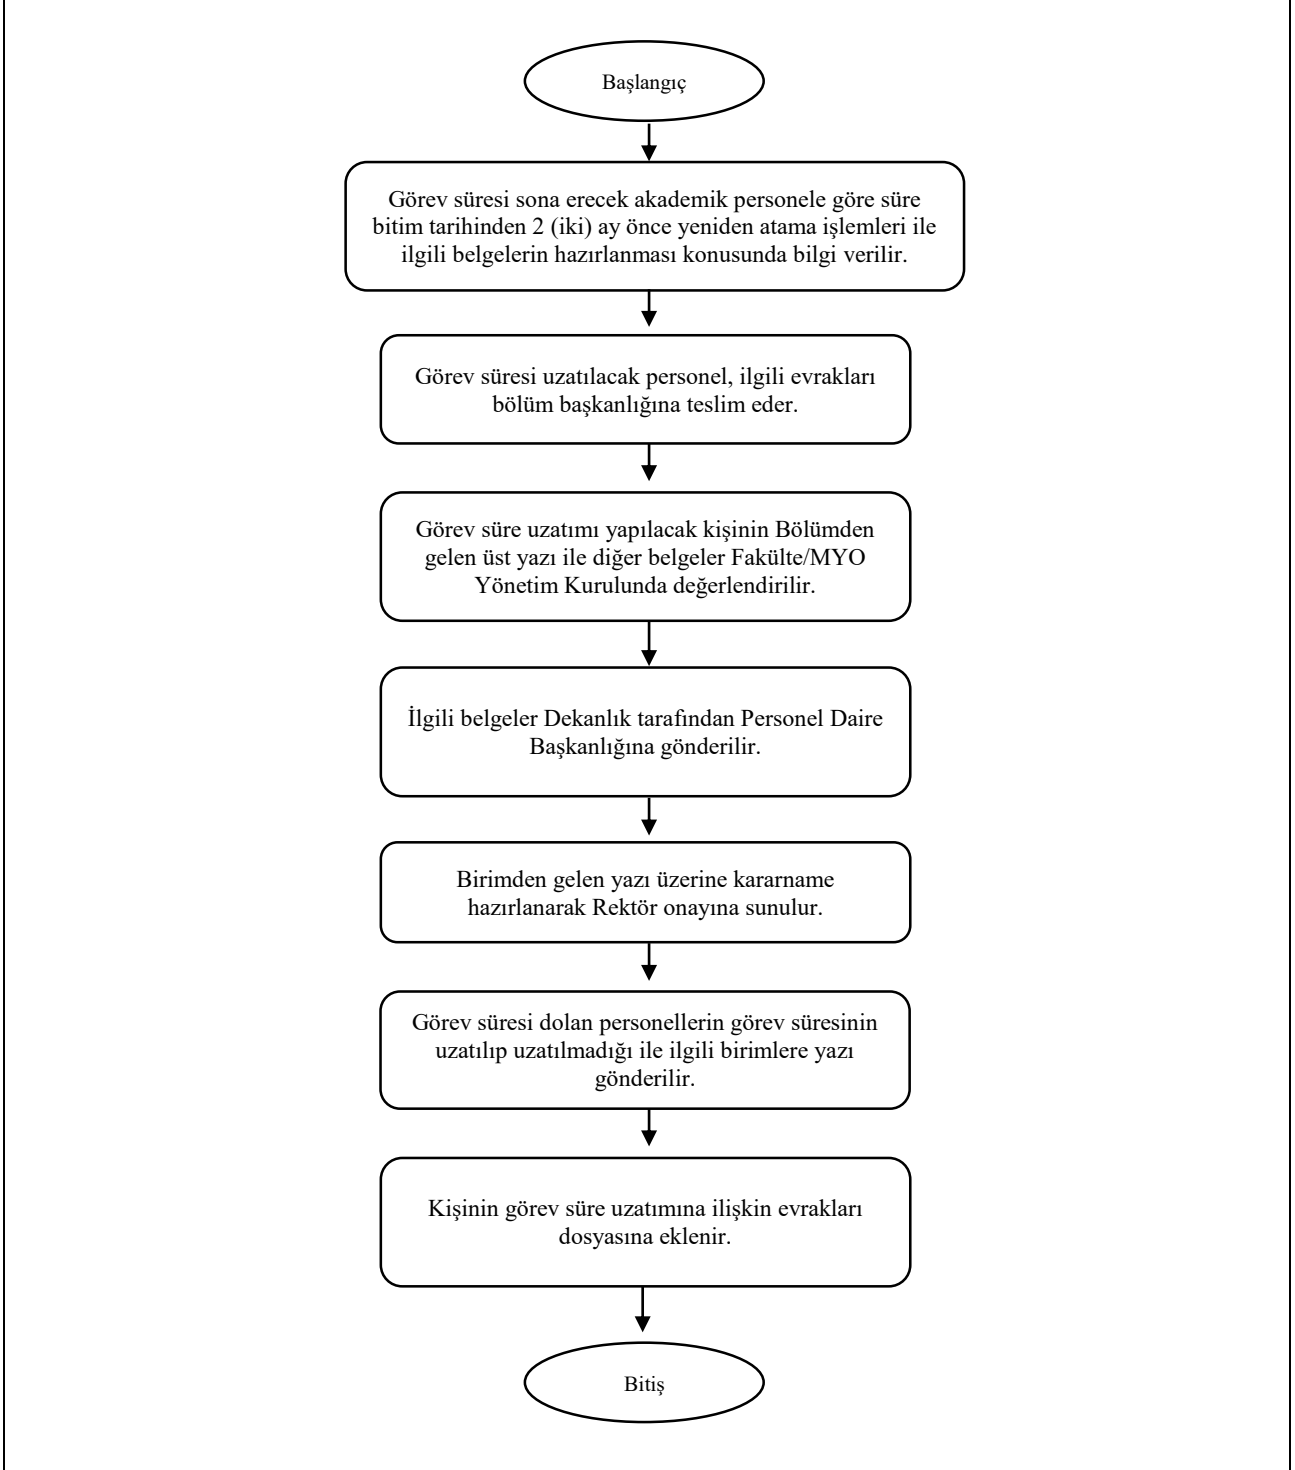 Başlangıç
Görev süresi sona erecek akademik personele göre süre
bitim tarihinden 2 (iki) ay önce yeniden atama işlemleri ile
ilgili belgelerin hazırlanması konusunda bilgi verilir.
Görev süresi uzatılacak personel, ilgili evrakları
bölüm başkanlığına teslim eder.
Görev süre uzatımı yapılacak kişinin Bölümden
gelen üst yazı ile diğer belgeler Fakülte/MYO
Yönetim Kurulunda değerlendirilir.
İlgili belgeler Dekanlık tarafından Personel Daire
Başkanlığına gönderilir.
Birimden gelen yazı üzerine kararname
hazırlanarak Rektör onayına sunulur.
Görev süresi dolan personellerin görev süresinin
uzatılıp uzatılmadığı ile ilgili birimlere yazı
gönderilir.
Kişinin görev süre uzatımına ilişkin evrakları
dosyasına eklenir.
Bitiş